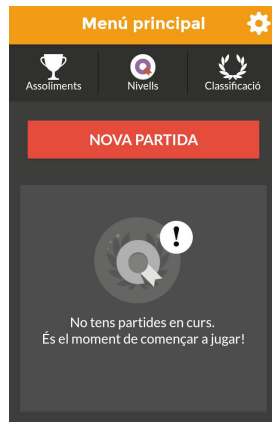 Menú principal
Assoliments
Nivells
Classificació
NOVA PARTIDA
!
No tens partides en curs.
És el moment de començar a jugar!